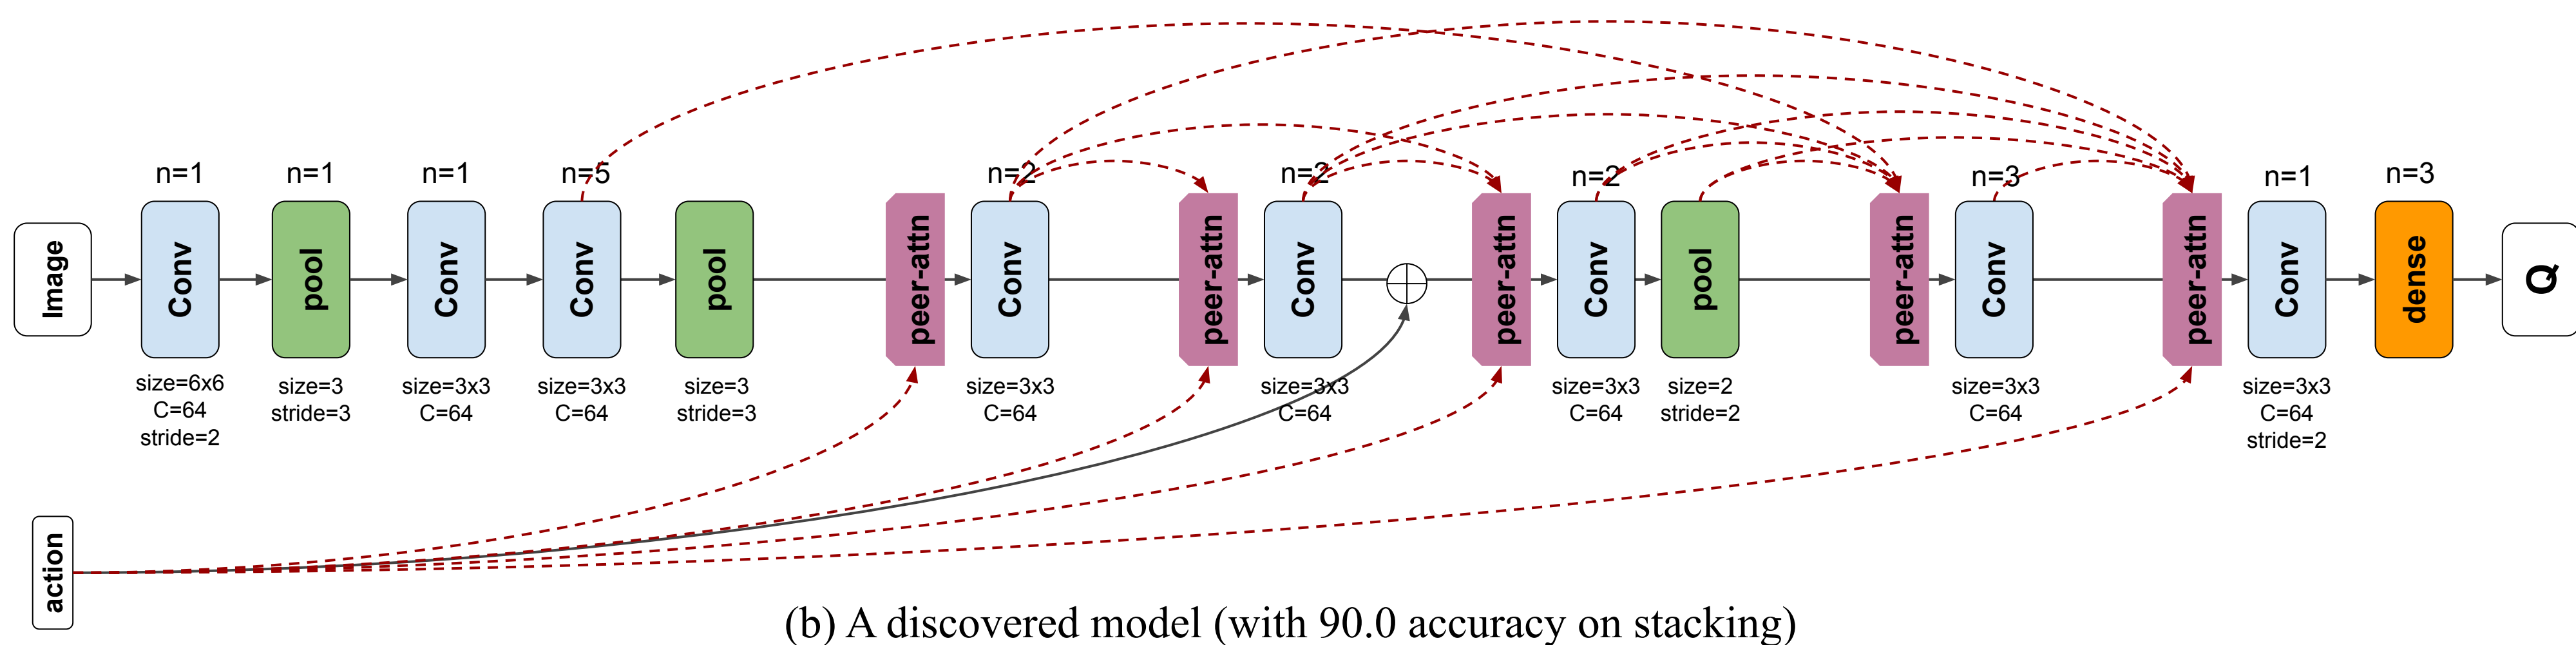 n=1
n=1
n=1
n=5
n=2
n=2
n=2
n=3
n=1
n=3
Image
Conv
pool
Conv
Conv
pool
peer-attn
Conv
peer-attn
Conv
peer-attn
Conv
pool
peer-attn
Conv
peer-attn
Conv
dense
Q
size=6x6
C=64
stride=2
size=3
stride=3
size=3x3
C=64
size=3x3
C=64
size=3
stride=3
size=3x3
C=64
size=3x3
C=64
size=3x3
C=64
size=2
stride=2
size=3x3
C=64
size=3x3
C=64
stride=2
action
(b) A discovered model (with 90.0 accuracy on stacking)